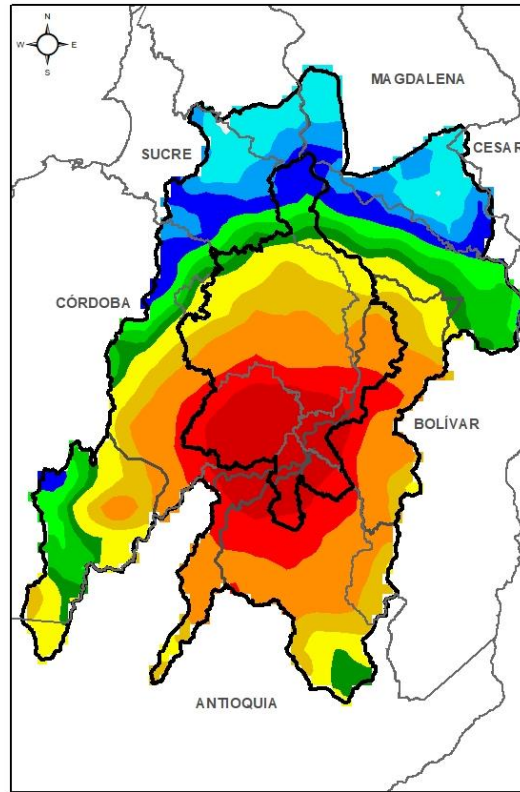 N
W E
S
MAGDALENA
CESAR
SUCRE
CÓRDOBA
BOLÍVAR
ANTIOQUIA